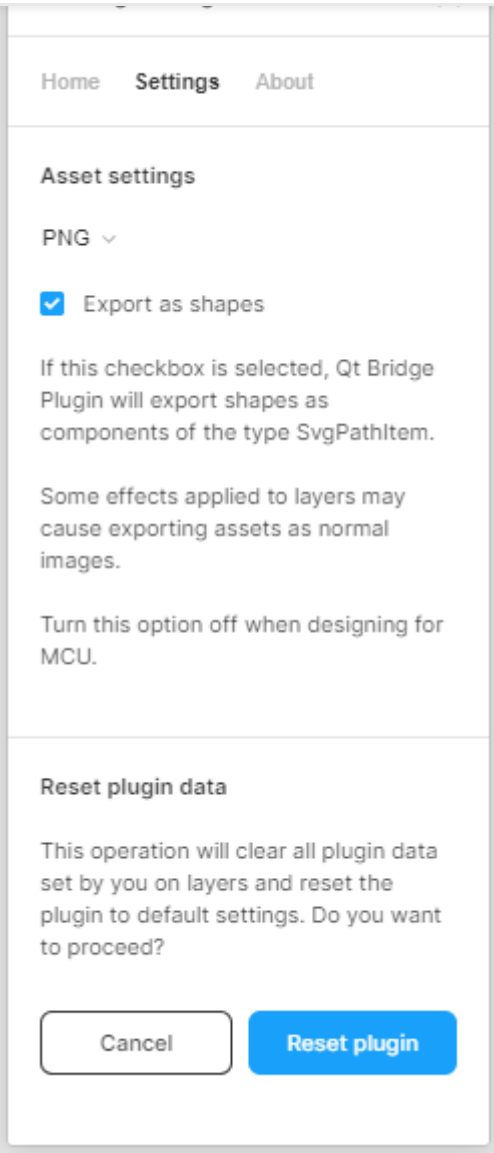 Home Settings About
Asset settings
PNG
Export as shapes
If this checkbox is selected, Qt Bridge
Plugin will export shapes as
components of the type SvgPathItem.
Some effects applied to layers may
cause exporting assets as normal
images.
Turn this option off when designing for
MCU.
Reset plugin data
This operation will clear all plugin data
set by you on layers and reset the
plugin to default settings. Do you want
to proceed?
Cancel Reset plugin